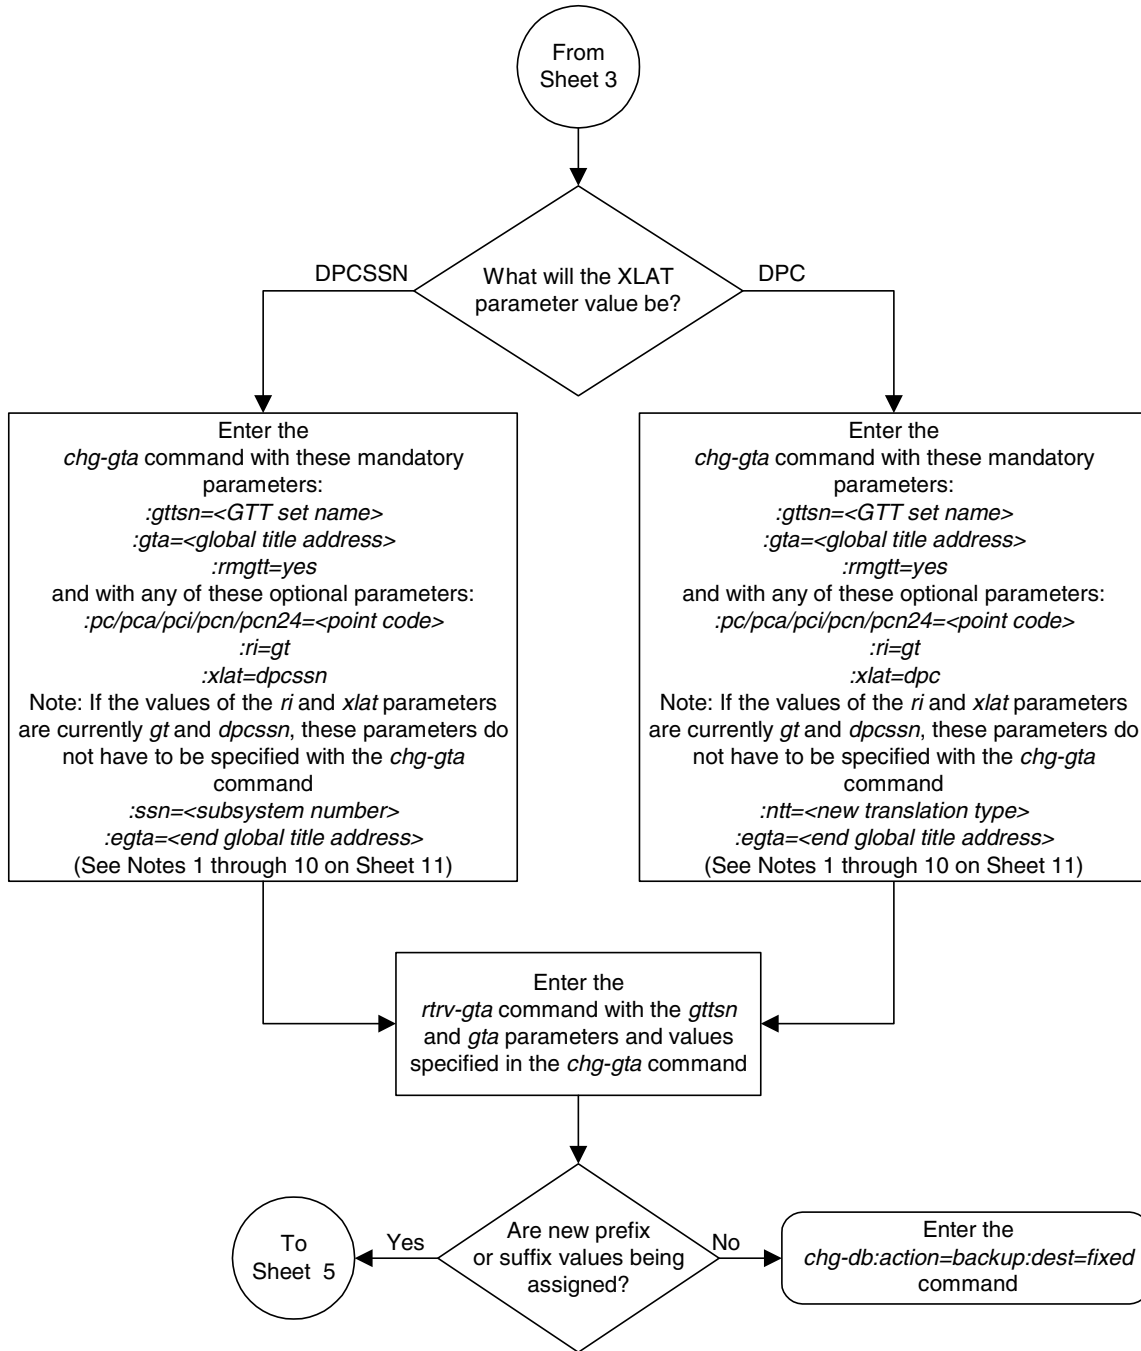 From
Sheet 3
What will the XLAT
parameter value be?
DPCSSN
DPC
Enter the
chg-gta command with these mandatory
parameters:
:gttsn=<GTT set name>
:gta=<global title address>
:rmgtt=yes
and with any of these optional parameters:
:pc/pca/pci/pcn/pcn24=<point code>
:ri=gt
:xlat=dpcssn
Note: If the values of the ri and xlat parameters
are currently gt and dpcssn, these parameters do
not have to be specified with the chg-gta
command
:ssn=<subsystem number>
:egta=<end global title address>
(See Notes 1 through 10 on Sheet 11)
Enter the
chg-gta command with these mandatory
parameters:
:gttsn=<GTT set name>
:gta=<global title address>
:rmgtt=yes
and with any of these optional parameters:
:pc/pca/pci/pcn/pcn24=<point code>
:ri=gt
:xlat=dpc
Note: If the values of the ri and xlat parameters
are currently gt and dpcssn, these parameters do
not have to be specified with the chg-gta
command
:ntt=<new translation type>
:egta=<end global title address>
(See Notes 1 through 10 on Sheet 11)
Enter the
rtrv-gta command with the gttsn
and gta parameters and values
specified in the chg-gta command
Are new prefix
or suffix values being
assigned?
Yes
No
To
Sheet 5
Enter the
chg-db:action=backup:dest=fixed
command